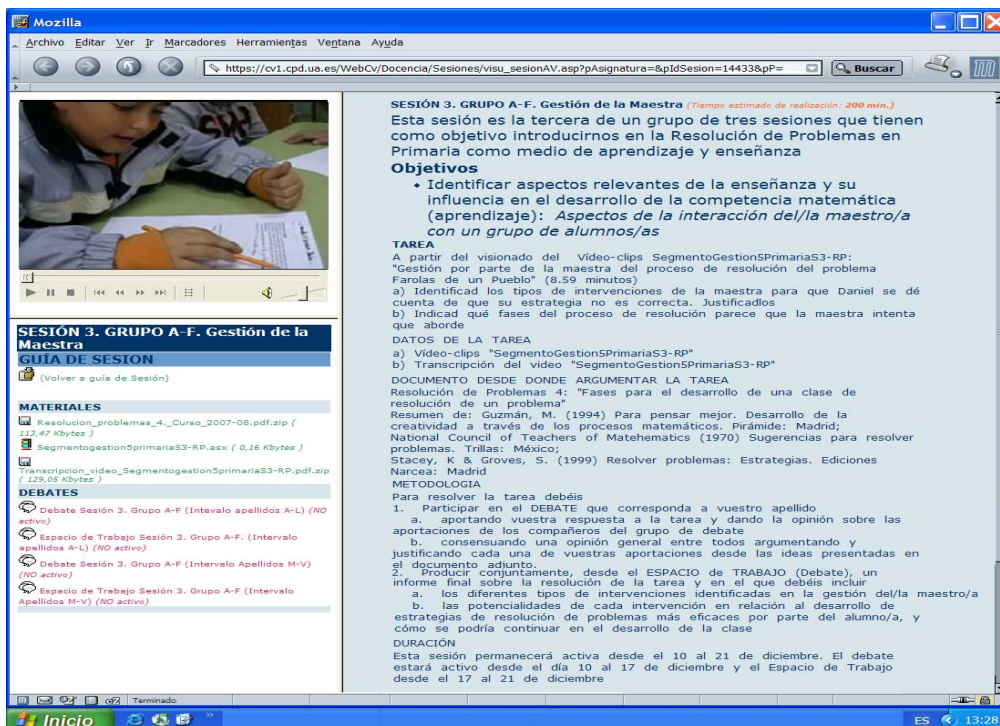 Mozilla
Archivo Editar Ver Ir Marcadores Herramientas Ventana Ayuda
https://cv1.cpd.ua.es/WebCv/Docencia/Sesiones/visu_sesionAV.asp?pAsignatura=&pIdSesion=14433&pP=
Buscar
SESIÓN 3. GRUPO A-F. Gestión de la
Maestra
GUÍA DE SESION
(Volver a guía de Sesión)
MATERIALES
Resolucion_problemas_4._Curso_2007-08.pdf.zip (
113,47 Kbytes )
Segmentogestion5primariaS3-RP.asx ( 0,16 Kbytes )
Transcripcion_video_Segmentogestion5primariaS3-RP.pdf.zip
( 129,05 Kbytes )
DEBATES
Debate Sesión 3. Grupo A-F (Intevalo apellidos A-L) (NO
activo)
Espacio de Trabajo Sesión 3. Grupo A-F. (Intervalo
apellidos A-L) (NO activo)
Debate Sesión 3. Grupo A-F (Intervalo Apellidos M-V)
(NO activo)
Espacio de Trabajo Sesión 3. Grupo A-F (Intervalo
Apellidos M-V) (NO activo)
SESIÓN 3. GRUPO A-F. Gestión de la Maestra (Tiempo estimado de realización: 200 min.)
Esta sesión es la tercera de un grupo de tres sesiones que tienen
como objetivo introducirnos en la Resolución de Problemas en
Primaria como medio de aprendizaje y enseñanza
Objetivos
• Identificar aspectos relevantes de la enseñanza y su
influencia en el desarrollo de la competencia matemática
(aprendizaje): Aspectos de la interacción del/la maestro/a
con un grupo de alumnos/as
TAREA
A partir del visionado del Vídeo-clips SegmentoGestion5PrimariaS3-RP:
"Gestión por parte de la maestra del proceso de resolución del problema
Farolas de un Pueblo" (8.59 minutos)
a) Identificad los tipos de intervenciones de la maestra para que Daniel se dé
cuenta de que su estrategia no es correcta. Justificadlos
b) Indicad qué fases del proceso de resolución parece que la maestra intenta
que aborde
DATOS DE LA TAREA
a) Vídeo-clips "SegmentoGestion5PrimariaS3-RP"
b) Transcripción del video "SegmentoGestion5PrimariaS3-RP"
DOCUMENTO DESDE DONDE ARGUMENTAR LA TAREA
Resolución de Problemas 4: "Fases para el desarrollo de una clase de
resolución de un problema"
Resumen de: Guzmán, M. (1994) Para pensar mejor. Desarrollo de la
creatividad a través de los procesos matemáticos. Pirámide: Madrid;
National Council of Teachers of Matehematics (1970) Sugerencias para resolver
problemas. Trillas: México;
Stacey, K & Groves, S. (1999) Resolver problemas: Estrategias. Ediciones
Narcea: Madrid
METODOLOGIA
Para resolver la tarea debéis
1. Participar en el DEBATE que corresponda a vuestro apellido
a. aportando vuestra respuesta a la tarea y dando la opinión sobre las
aportaciones de los compañeros del grupo de debate
b. consensuando una opinión general entre todos argumentando y
justificando cada una de vuestras aportaciones desde las ideas presentadas en
el documento adjunto.
2. Producir conjuntamente, desde el ESPACIO de TRABAJO (Debate), un
informe final sobre la resolución de la tarea y en el que debéis incluir
a. los diferentes tipos de intervenciones identificadas en la gestión del/la maestro/a
b. las potencialidades de cada intervención en relación al desarrollo de
estrategias de resolución de problemas más eficaces por parte del alumno/a, y
cómo se podría continuar en el desarrollo de la clase
DURACIÓN
Esta sesión permanecerá activa desde el 10 al 21 de diciembre. El debate
estará activo desde el día 10 al 17 de diciembre y el Espacio de Trabajo
desde el 17 al 21 de diciembre
Terminado
Inicio
ES 13:28